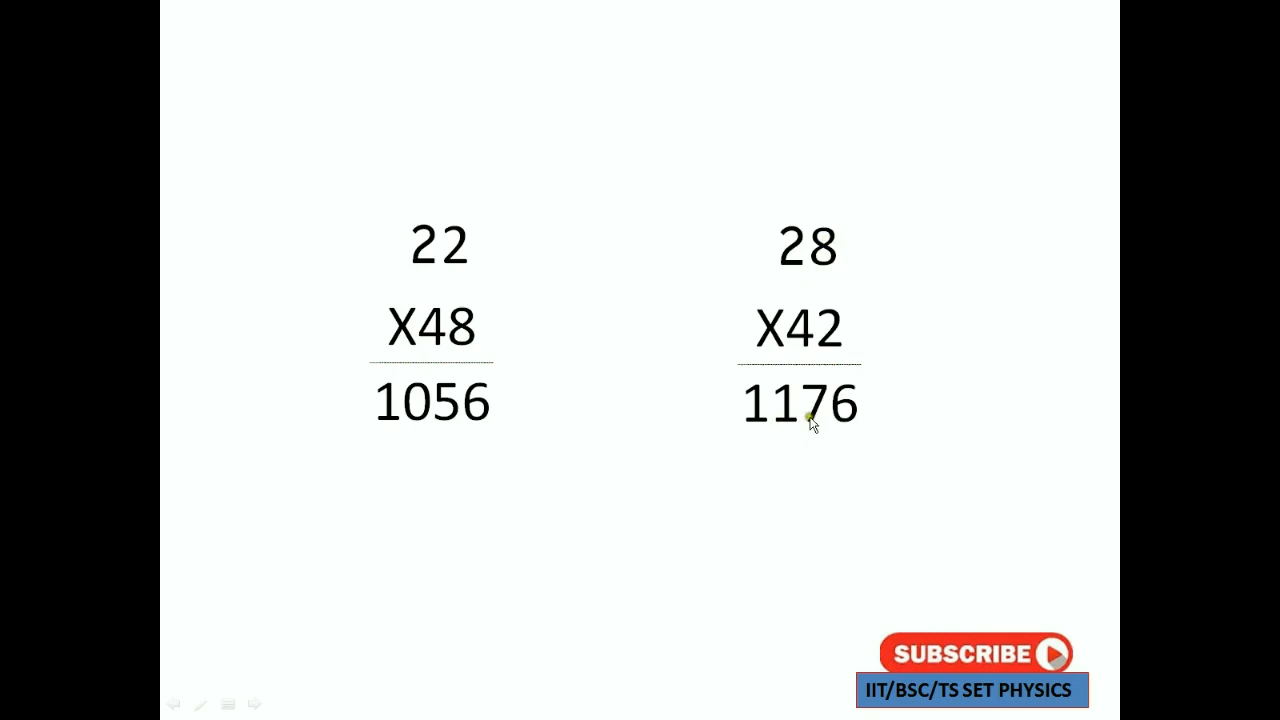 22
X48
1056
28
X42
1176
SUBSCRIBE
IIT/BSC/TS SET PHYSICS